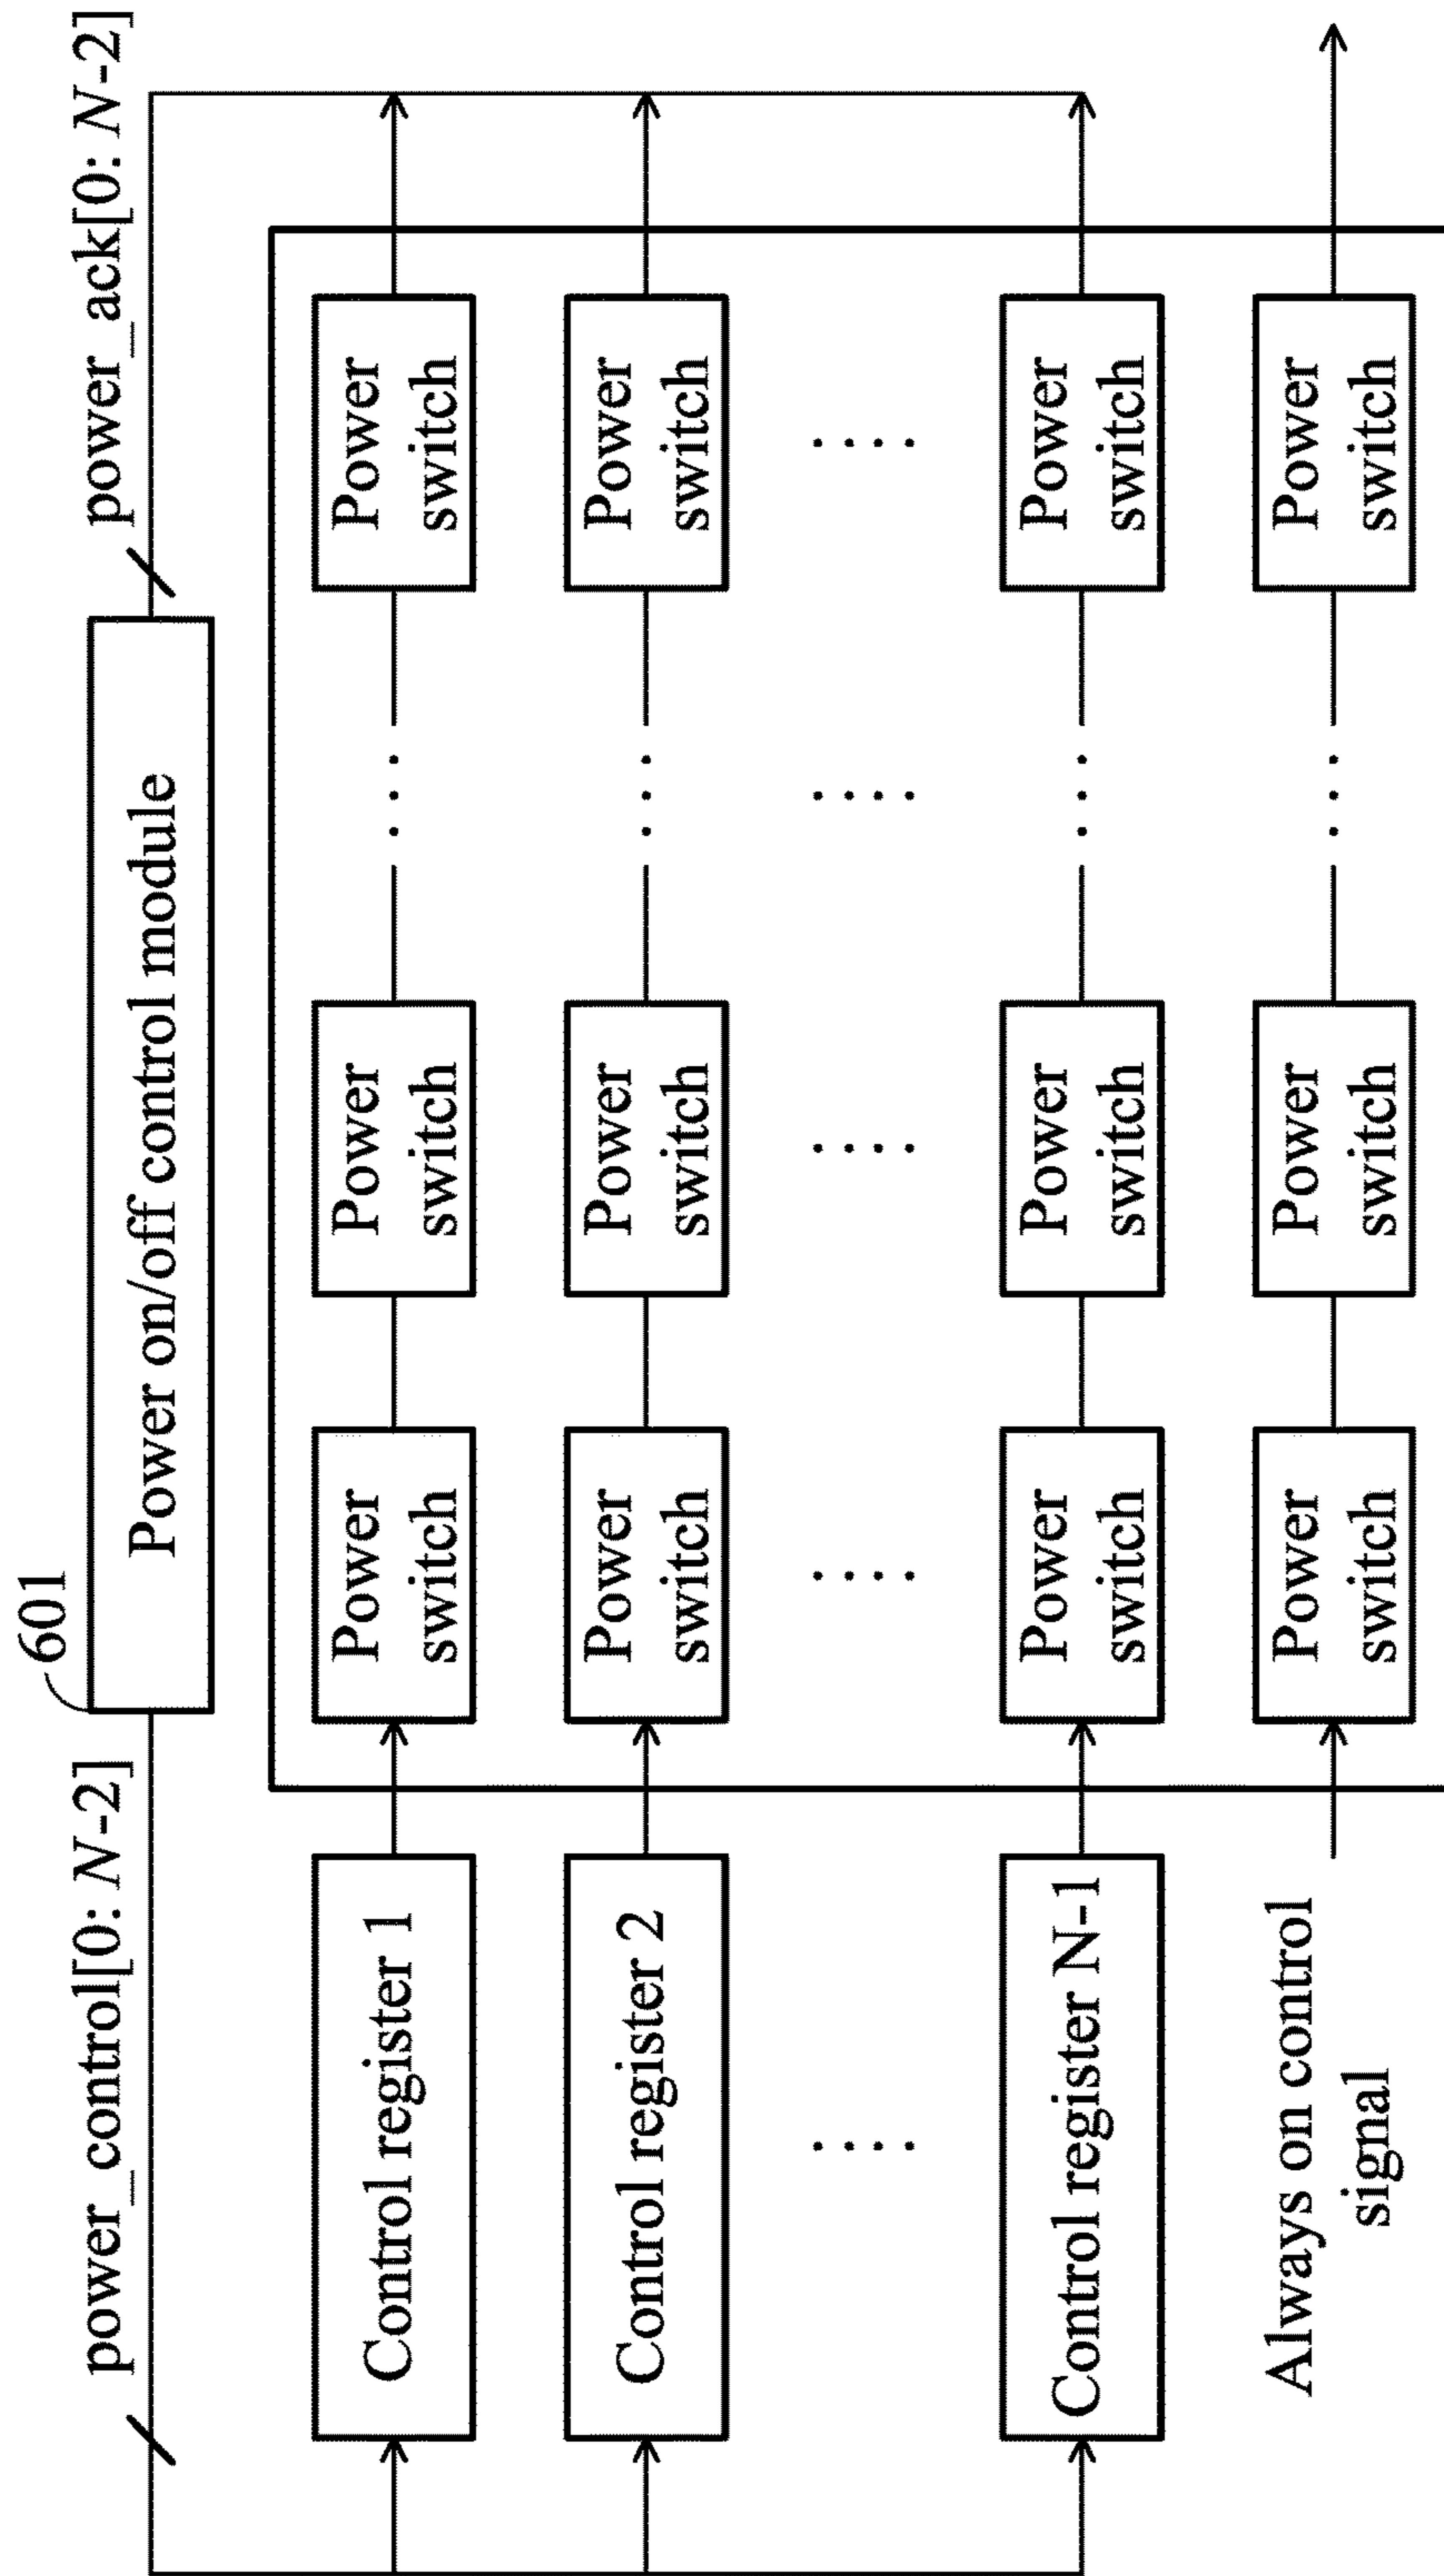 601
power_control[0: N-2]
Power on/off control module
power_ack[0: N-2]
Control register 1
Power
switch
Power
switch
Power
switch
Control register 2
Power
switch
Power
switch
Power
switch
Control register N-1
Power
switch
Power
switch
Power
switch
Always on control
signal
Power
switch
Power
switch
Power
switch